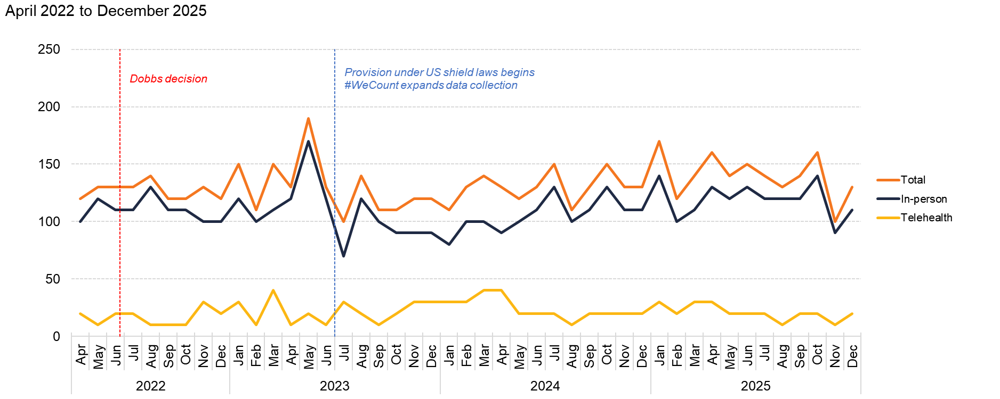 April 2022 to December 2025
250
200
150
100
50
0
Dobbs decision
Provision under US shield laws begins
#WeCount expands data collection
Total
In-person
Telehealth
Apr May Jun Jul Aug Sep Oct Nov Dec Jan Feb Mar Apr May Jun Jul Aug Sep Oct Nov Dec Jan Feb Mar Apr May Jun Jul Aug Sep Oct Nov Dec Jan Feb Mar Apr May Jun Jul Aug Sep Oct Nov Dec
2022 2023 2024 2025